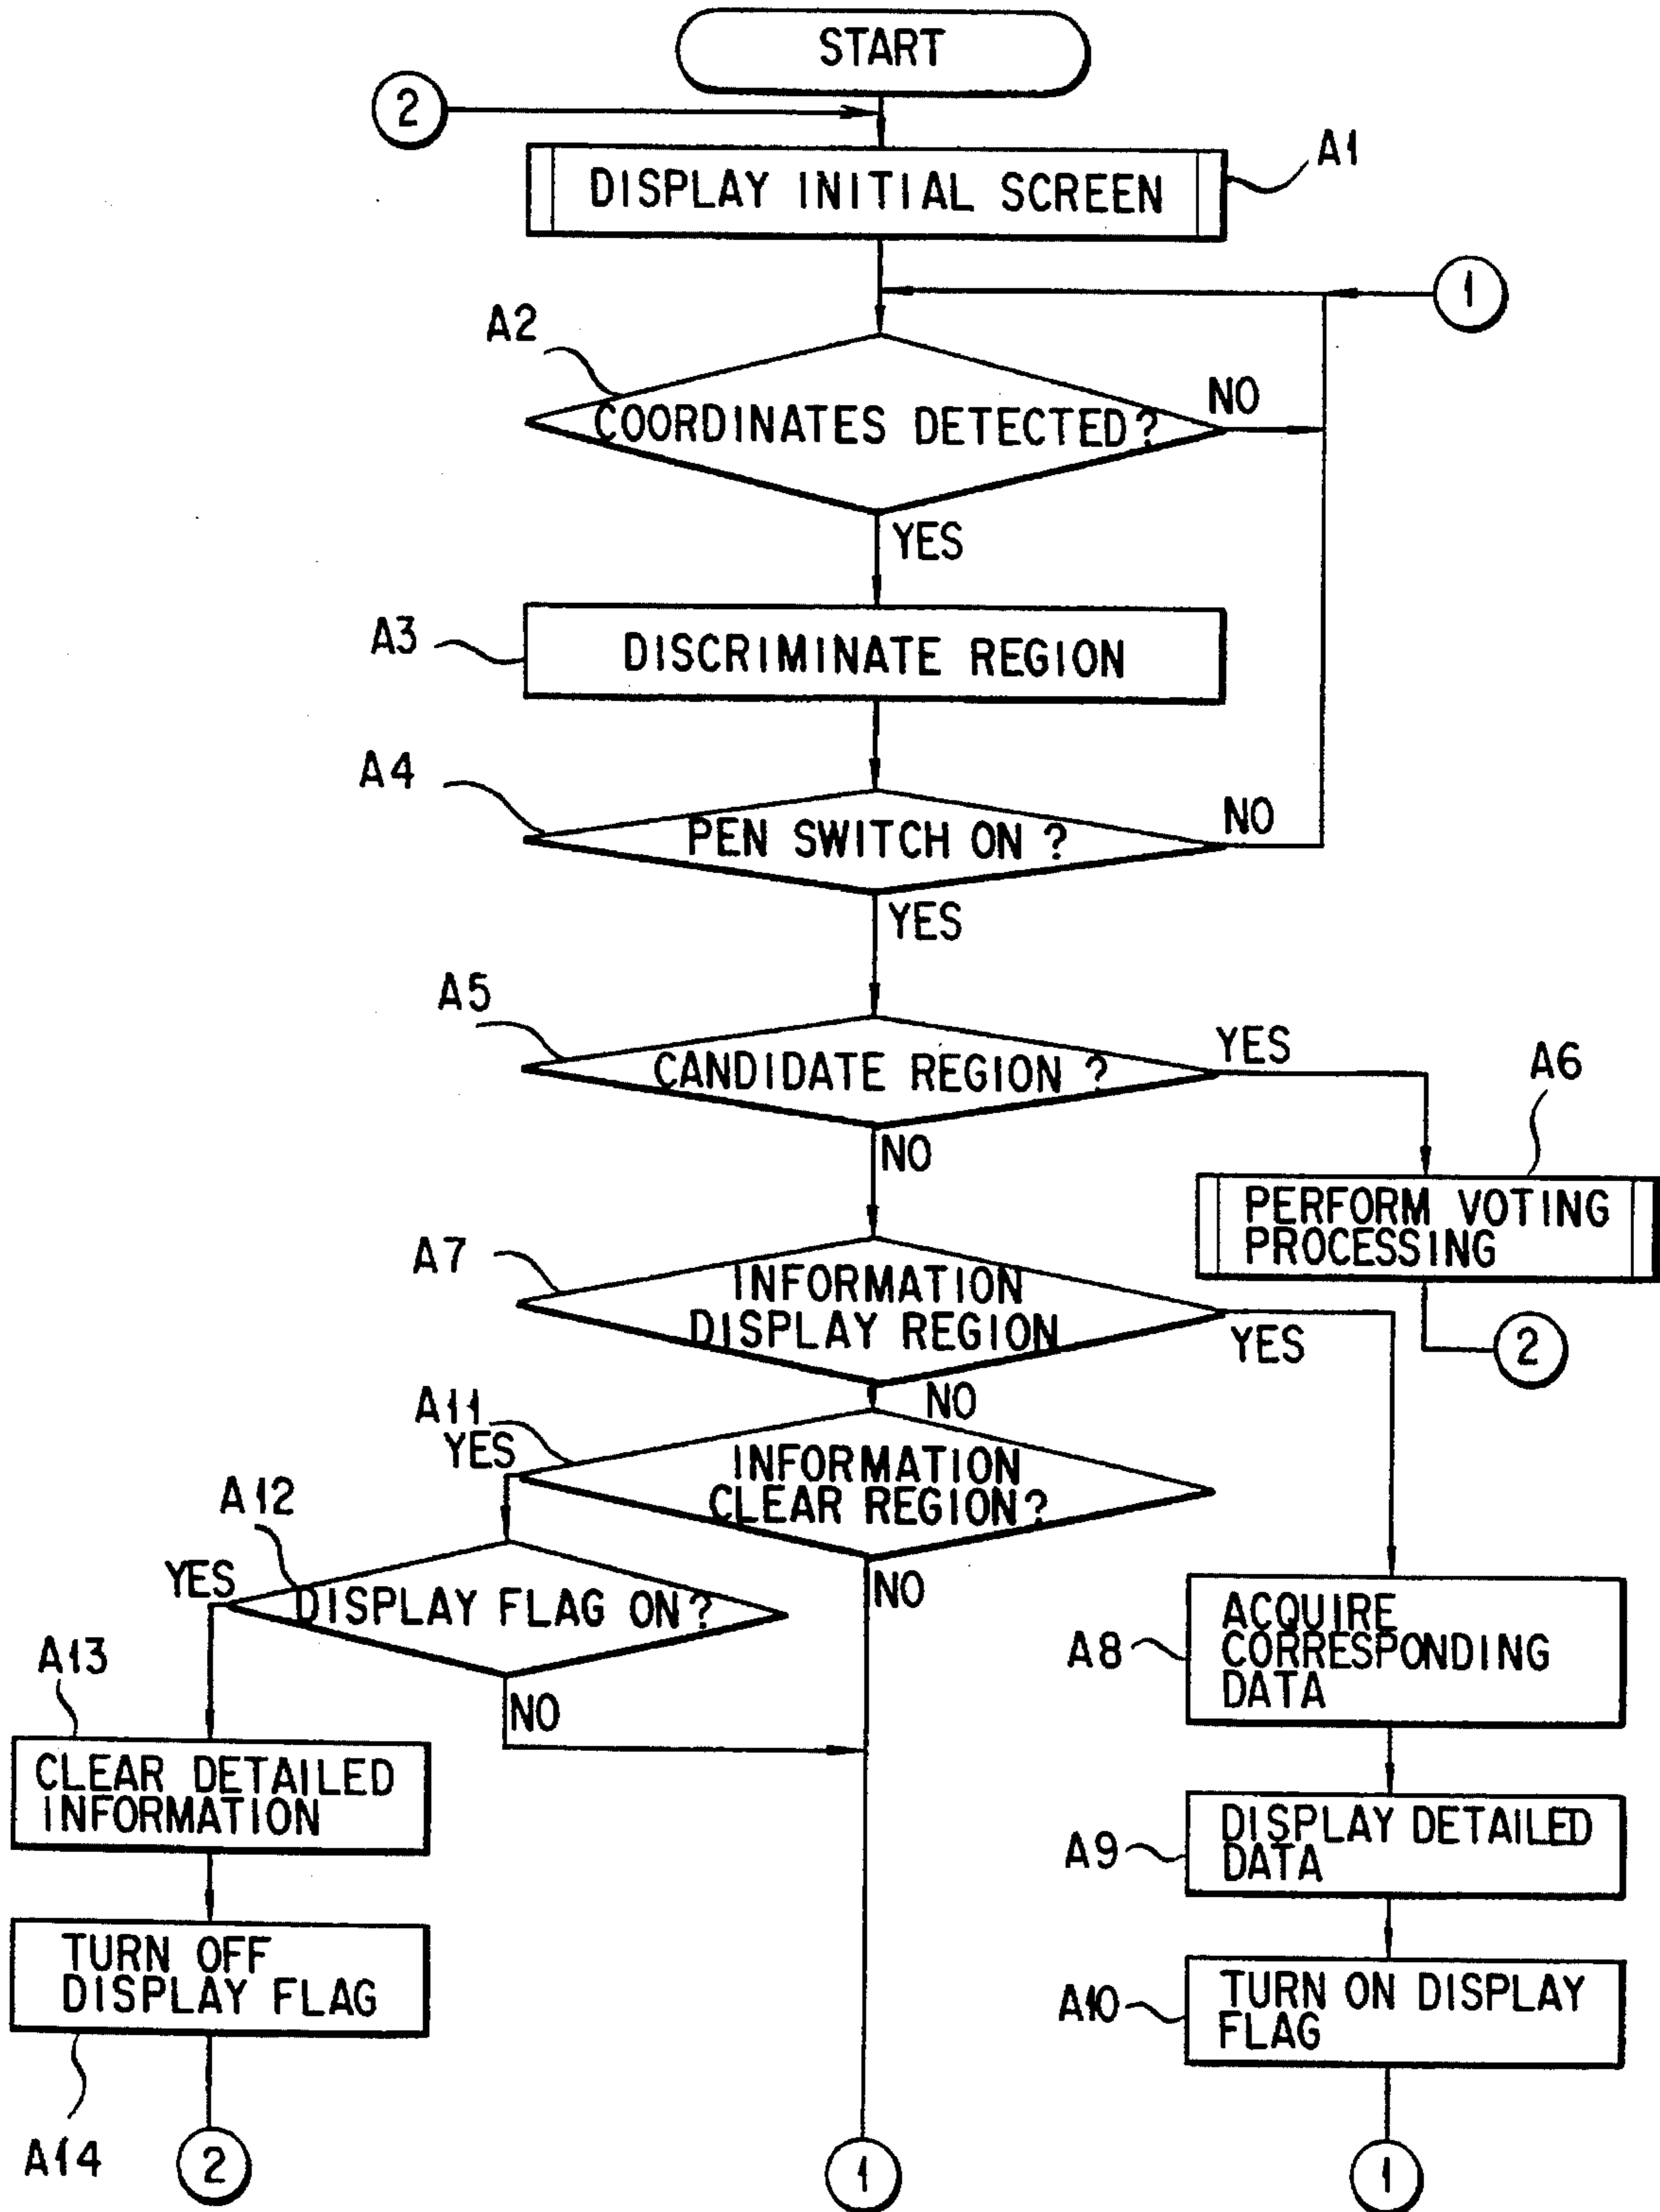 START
2
DISPLAY INITIAL SCREEN
A1
1
A2
COORDINATES DETECTED?
NO
YES
A3
DISCRIMINATE REGION
A4
PEN SWITCH ON ?
NO
YES
A5
CANDIDATE REGION ?
YES
A6
NO
PERFORM VOTING
PROCESSING
2
A7
INFORMATION
DISPLAY REGION
YES
NO
A11
YES
INFORMATION
CLEAR REGION?
NO
A12
YES
DISPLAY FLAG ON?
NO
A8
ACQUIRE
CORRESPONDING
DATA
A13
CLEAR DETAILED
INFORMATION
A9
DISPLAY DETAILED
DATA
TURN OFF
DISPLAY FLAG
A10
TURN ON DISPLAY
FLAG
A14
2
1
1